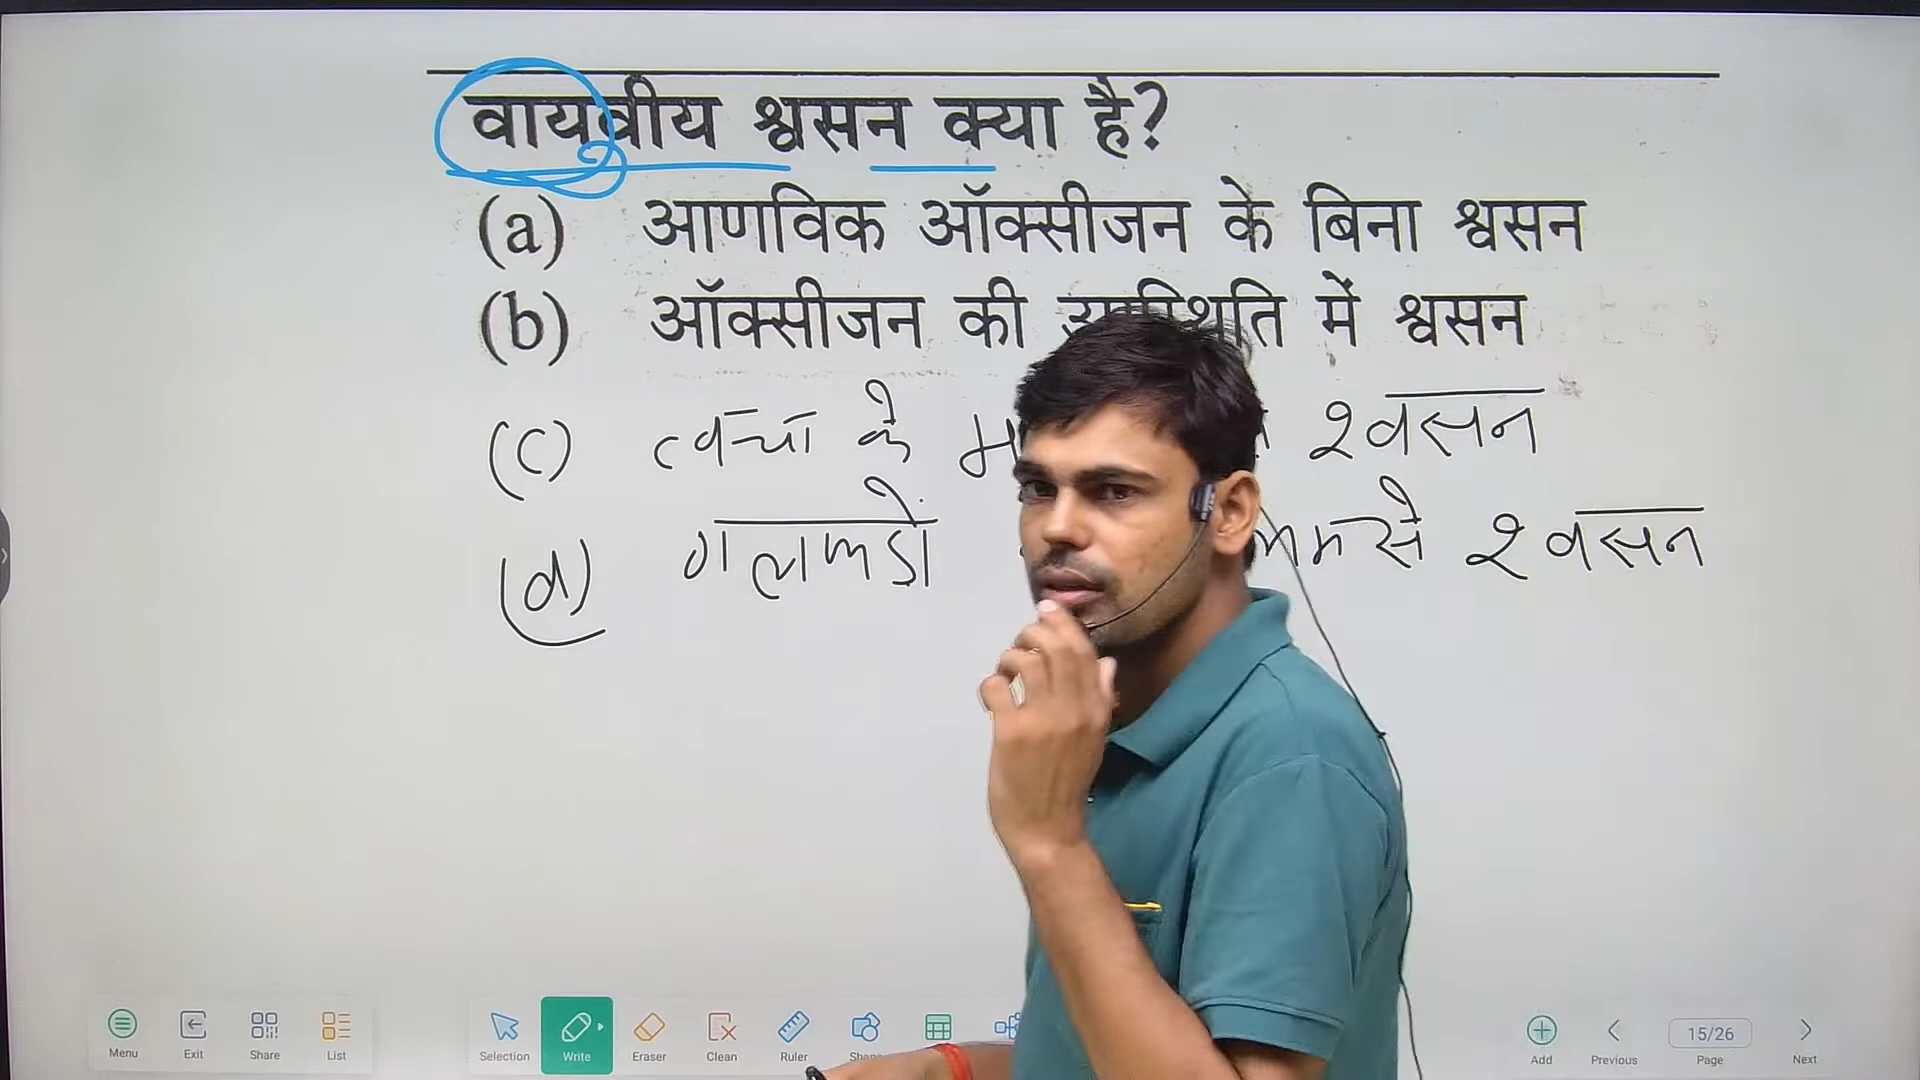 वायुवीय श्वसन क्या है?
(a) आणविक ऑक्सीजन के बिना श्वसन
(b) ऑक्सीजन की उपस्थिति में श्वसन
(c) त्वचा के श्वसन
(d) गलफडो से श्वसन
Menu Exit Share List Selection Write Eraser Clean Ruler Add Previous 15/26 Page Next